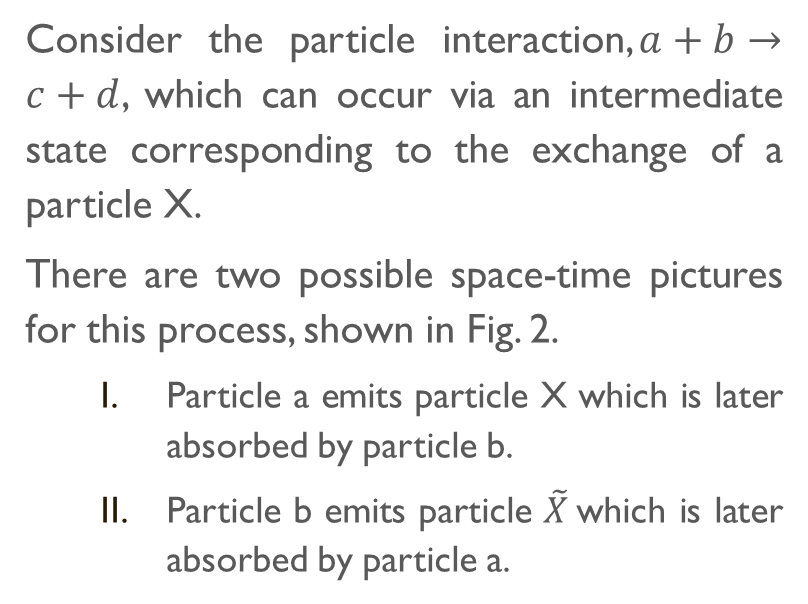 Consider the particle interaction, a + b →
c + d, which can occur via an intermediate
state corresponding to the exchange of a
particle X.
There are two possible space-time pictures
for this process, shown in Fig. 2.
I. Particle a emits particle X which is later
absorbed by particle b.
II. Particle b emits particle X̃ which is later
absorbed by particle a.